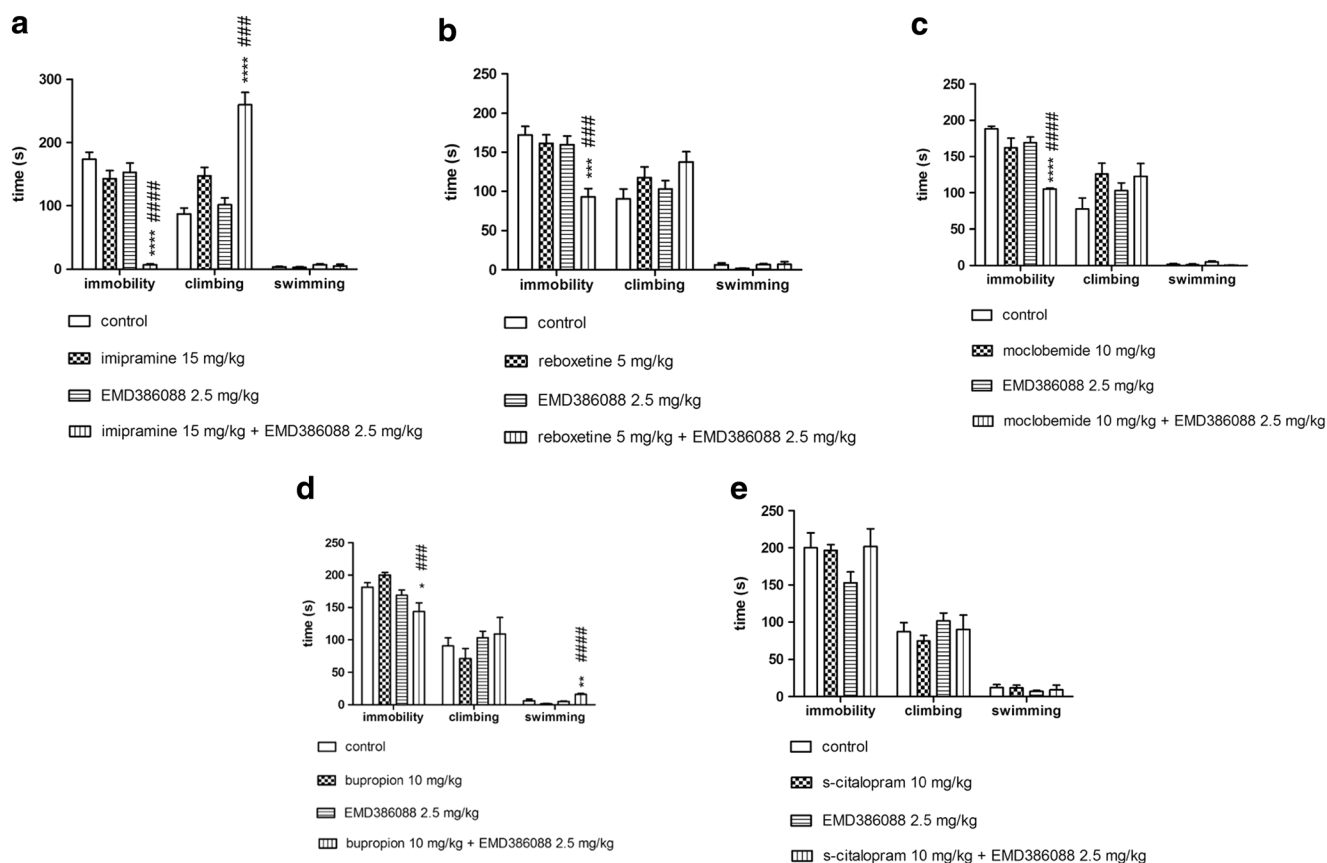 a
time (s)
300
200
100
0
**** ####
**** ###
immobility climbing swimming
control
imipramine 15 mg/kg
EMD386088 2.5 mg/kg
imipramine 15 mg/kg + EMD386088 2.5 mg/kg
b
time (s)
250
200
150
100
50
0
*** ###
immobility climbing swimming
control
reboxetine 5 mg/kg
EMD386088 2.5 mg/kg
reboxetine 5 mg/kg + EMD386088 2.5 mg/kg
c
time (s)
250
200
150
100
50
0
**** ####
immobility climbing swimming
control
moclobemide 10 mg/kg
EMD386088 2.5 mg/kg
moclobemide 10 mg/kg + EMD386088 2.5 mg/kg
d
time (s)
250
200
150
100
50
0
* ###
** ####
immobility climbing swimming
control
bupropion 10 mg/kg
EMD386088 2.5 mg/kg
bupropion 10 mg/kg + EMD386088 2.5 mg/kg
e
time (s)
250
200
150
100
50
0
immobility climbing swimming
control
s-citalopram 10 mg/kg
EMD386088 2.5 mg/kg
s-citalopram 10 mg/kg + EMD386088 2.5 mg/kg